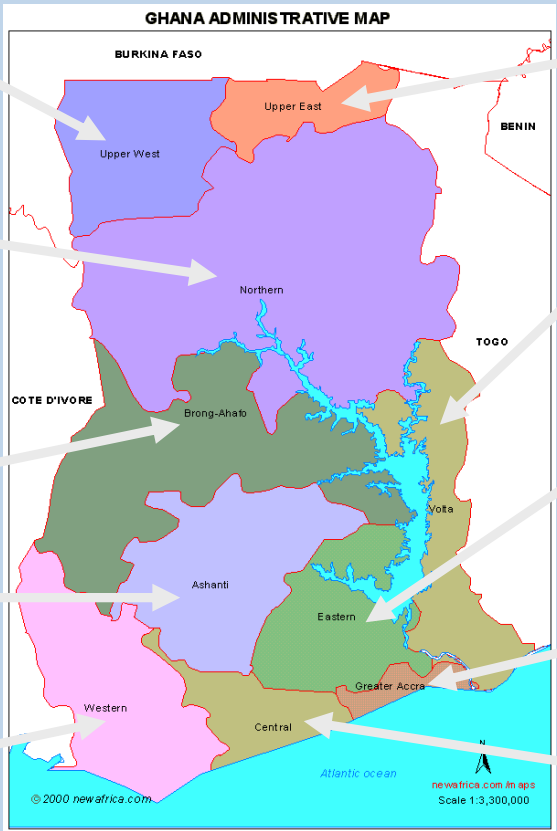 GHANA ADMINISTRATIVE MAP
BURKINA FASO
Upper East
BENIN
Upper West
Northern
TOGO
COTE D'IVORE
Brong-Ahafo
Volta
Ashanti
Eastern
Greater Accra
Western
Central
N
Atlantic ocean
newafrica.com/maps
© 2000 newafrica.com
Scale 1:3,300,000